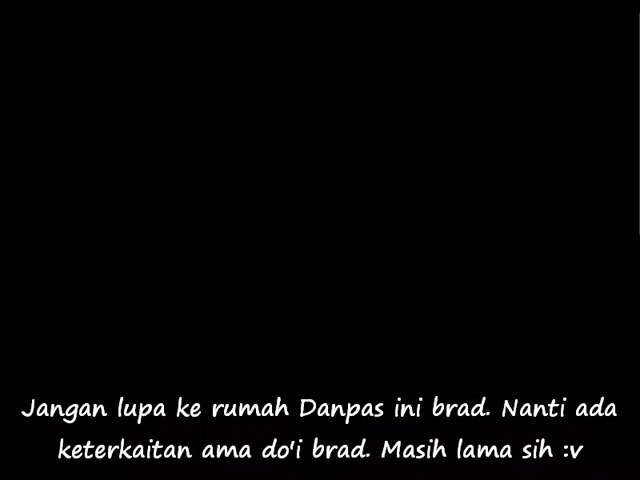 Jangan lupa ke rumah Danpas ini brad. Nanti ada
keterkaitan ama do'i brad. Masih lama sih :v